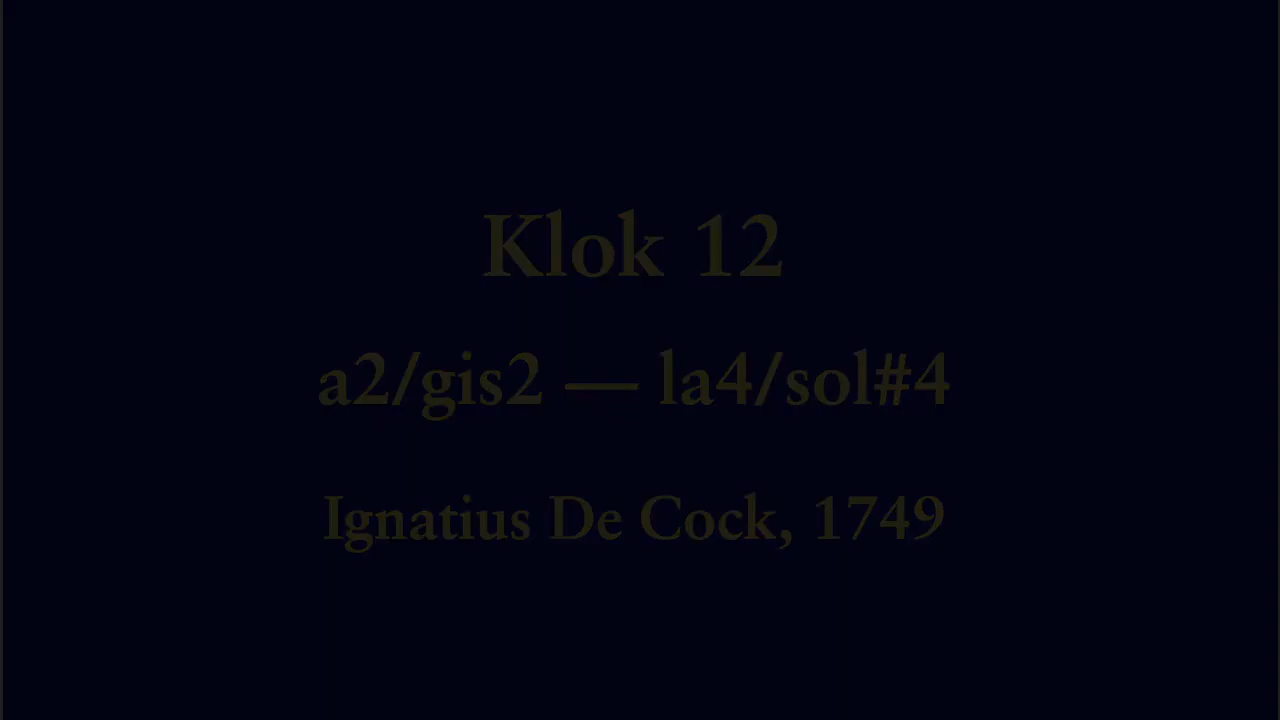 Klok 12
a2/gis2 — la4/sol#4
Ignatius De Cock, 1749